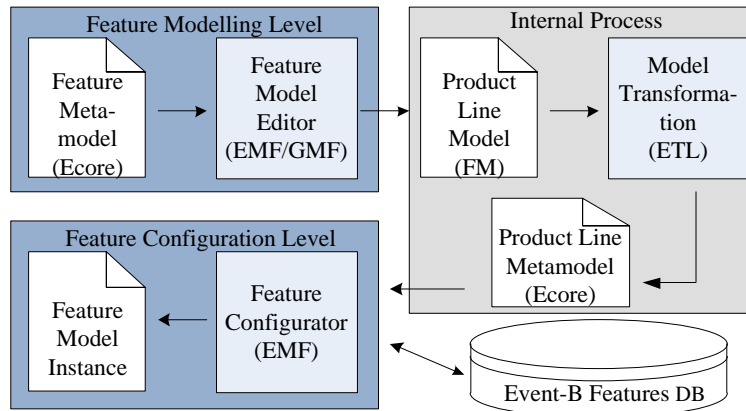 Feature Modelling Level
Feature
Meta-
model
(Ecore)
Feature
Model
Editor
(EMF/GMF)
Internal Process
Product
Line
Model
(FM)
Model
Transforma-
tion
(ETL)
Product Line
Metamodel
(Ecore)
Feature Configuration Level
Feature
Model
Instance
Feature
Configurator
(EMF)
Event-B Features DB